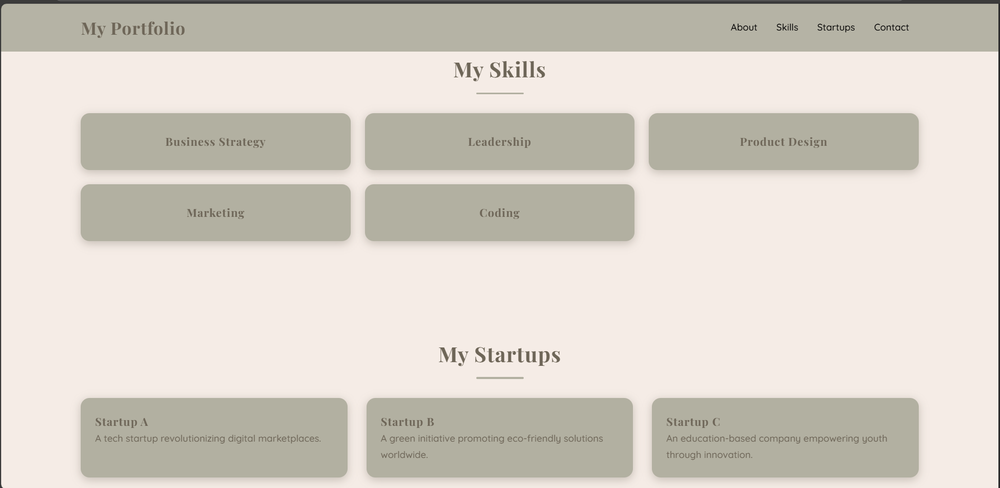 My Portfolio
About Skills Startups Contact
My Skills
Business Strategy
Leadership
Product Design
Marketing
Coding
My Startups
Startup A
A tech startup revolutionizing digital marketplaces.
Startup B
A green initiative promoting eco-friendly solutions
worldwide.
Startup C
An education-based company empowering youth
through innovation.